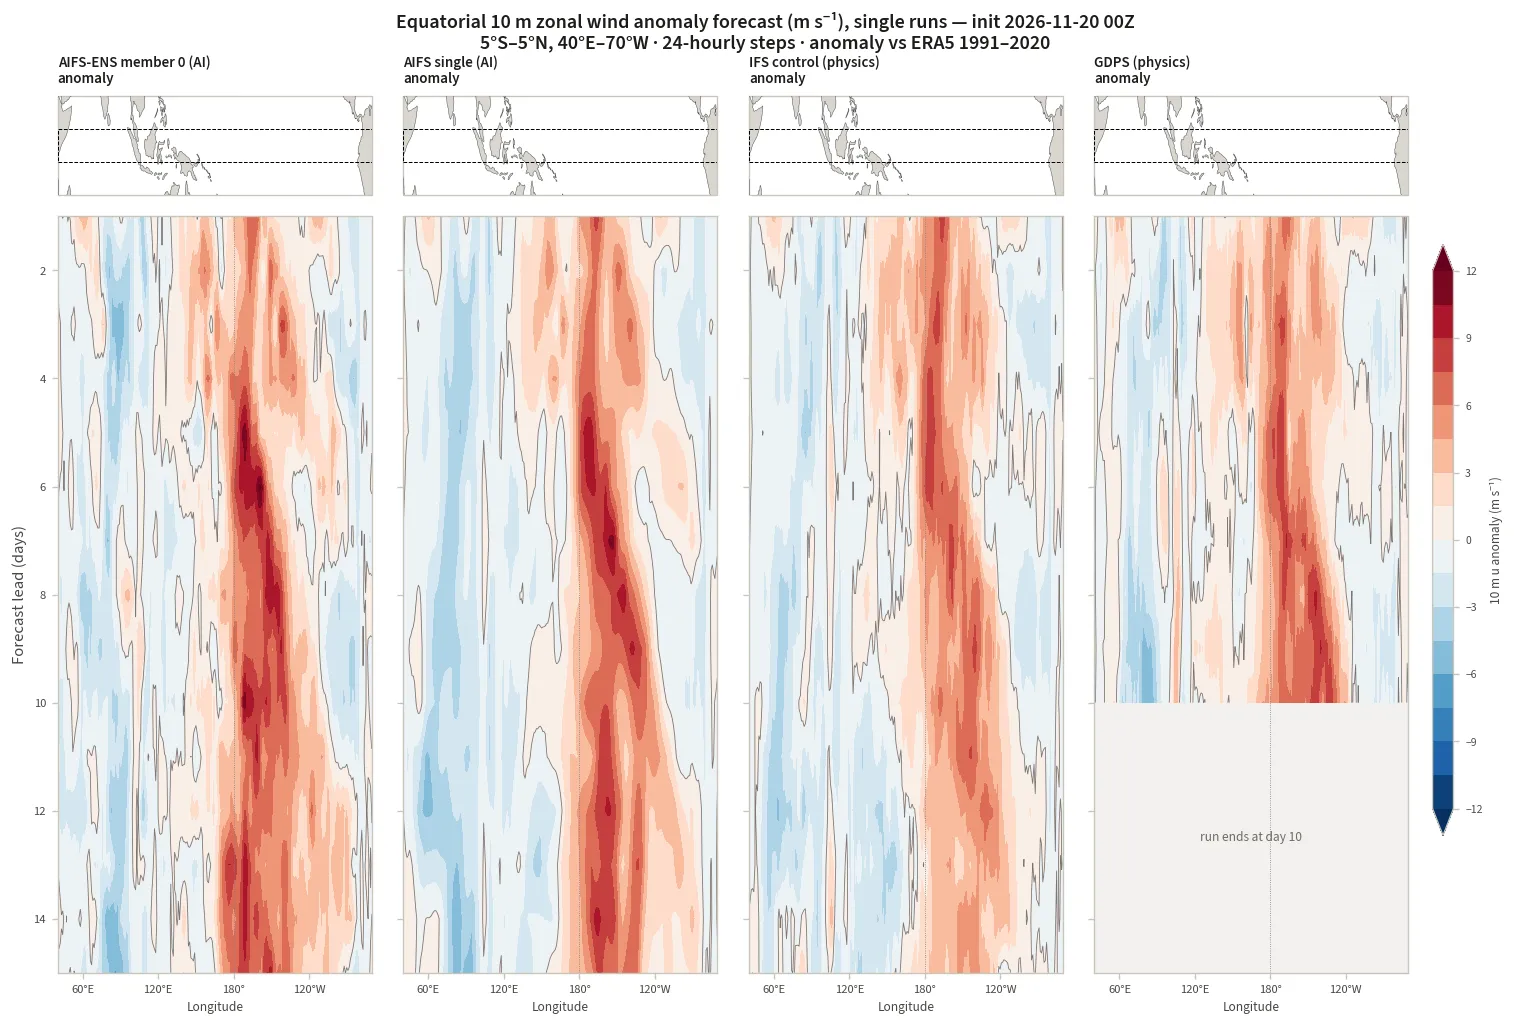 Equatorial 10 m zonal wind anomaly forecast (m s⁻¹), single runs — init 2026-11-20 00Z
5°S–5°N, 40°E–70°W · 24-hourly steps · anomaly vs ERA5 1991–2020
AIFS-ENS member 0 (AI)
anomaly
AIFS single (AI)
anomaly
IFS control (physics)
anomaly
GDPS (physics)
anomaly
Forecast lead (days)
2
4
6
8
10
12
14
run ends at day 10
60°E
120°E
180°
120°W
Longitude
60°E
120°E
180°
120°W
Longitude
60°E
120°E
180°
120°W
Longitude
60°E
120°E
180°
120°W
Longitude
12
9
6
3
0
−3
−6
−9
−12
10 m u anomaly (m s⁻¹)